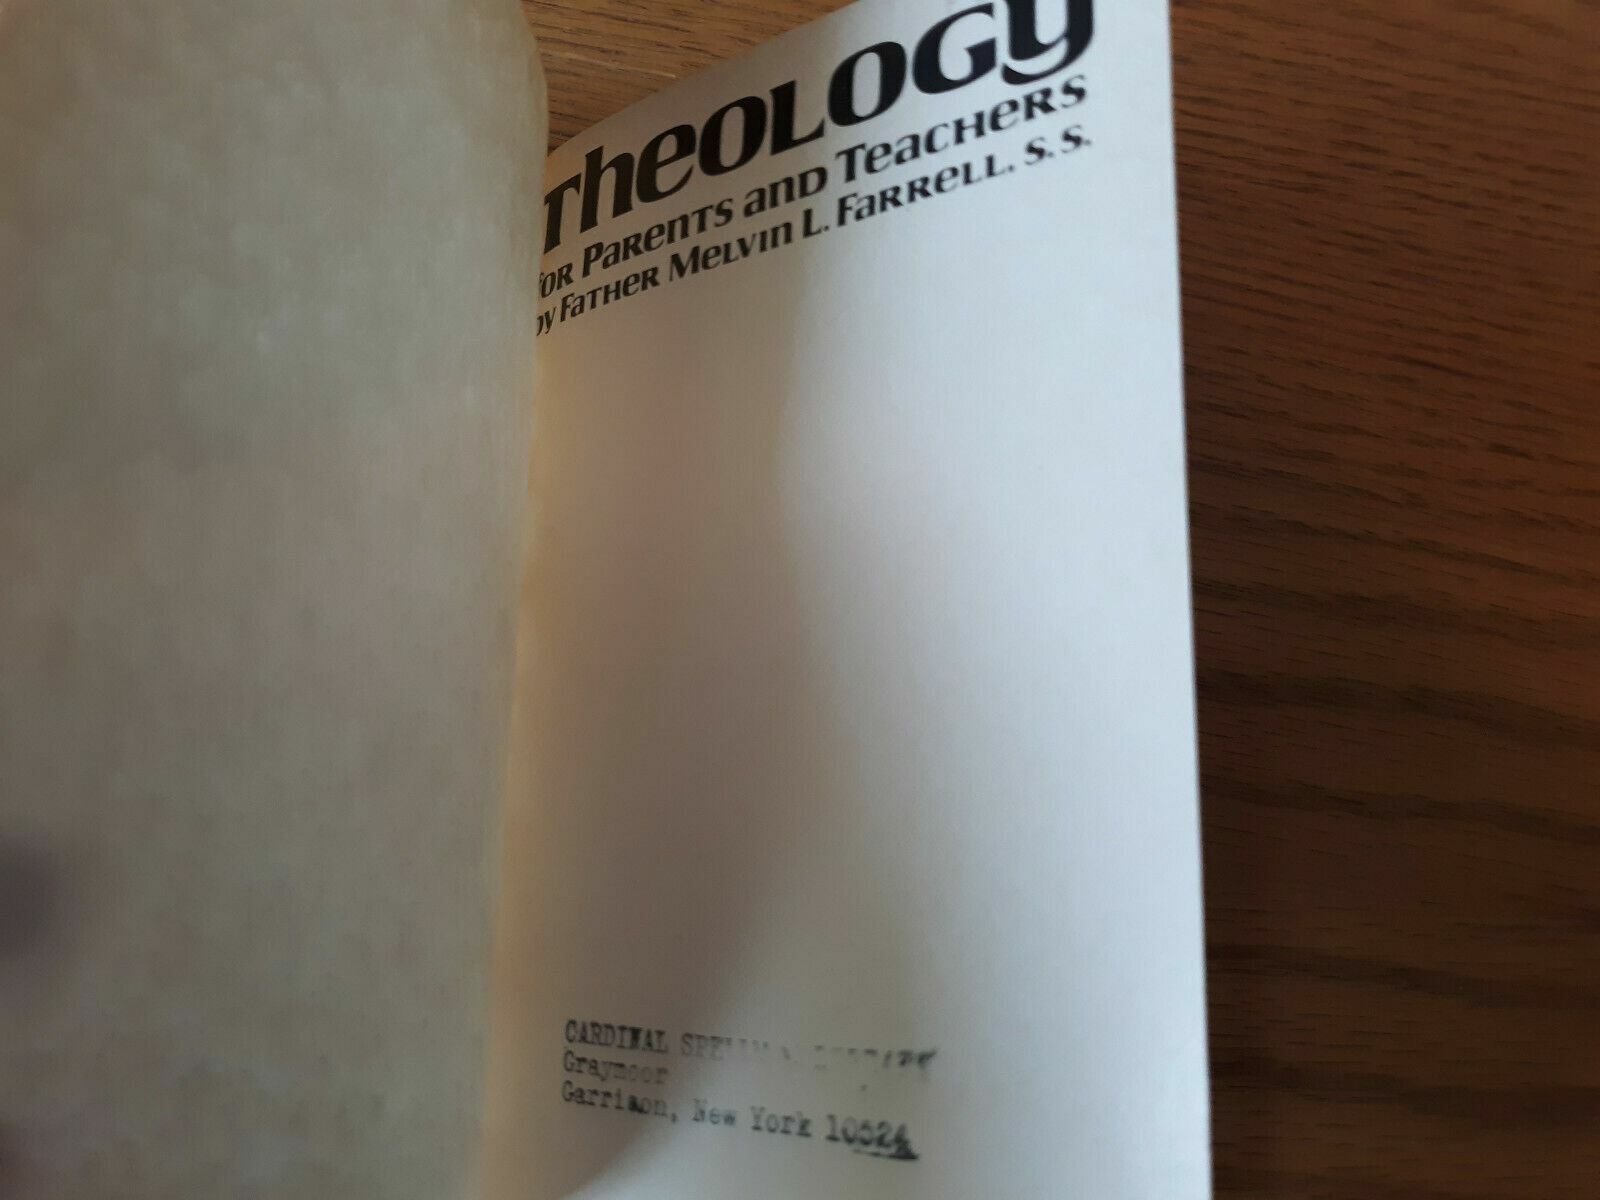 Theology
for Parents and Teachers
by Father Melvin L. Farrell, S. S.
CARDINAL
Graymoor
Garrison, New York 10524